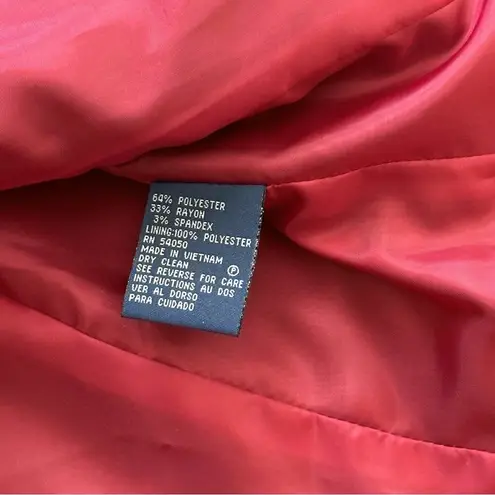 64% POLYESTER
33% RAYON
3% SPANDEX
LINING:100% POLYESTER
RN 54050
MADE IN VIETNAM
DRY CLEAN Ⓟ
SEE REVERSE FOR CARE
INSTRUCTIONS AU DOS
VER AL DORSO
PARA CUIDADO